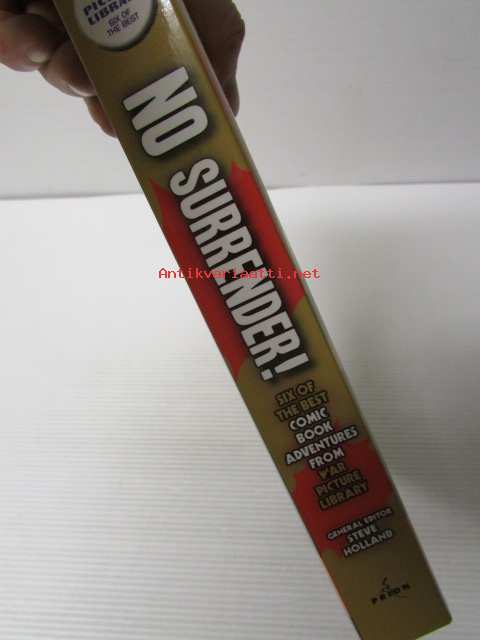 PICTURE
LIBRARY
SIX OF
THE BEST
NO SURRENDER!
Antikvariaatti.net
SIX OF
THE BEST
COMIC
BOOK
ADVENTURES
FROM
WAR
PICTURE
LIBRARY
GENERAL EDITOR
STEVE
HOLLAND
PRION